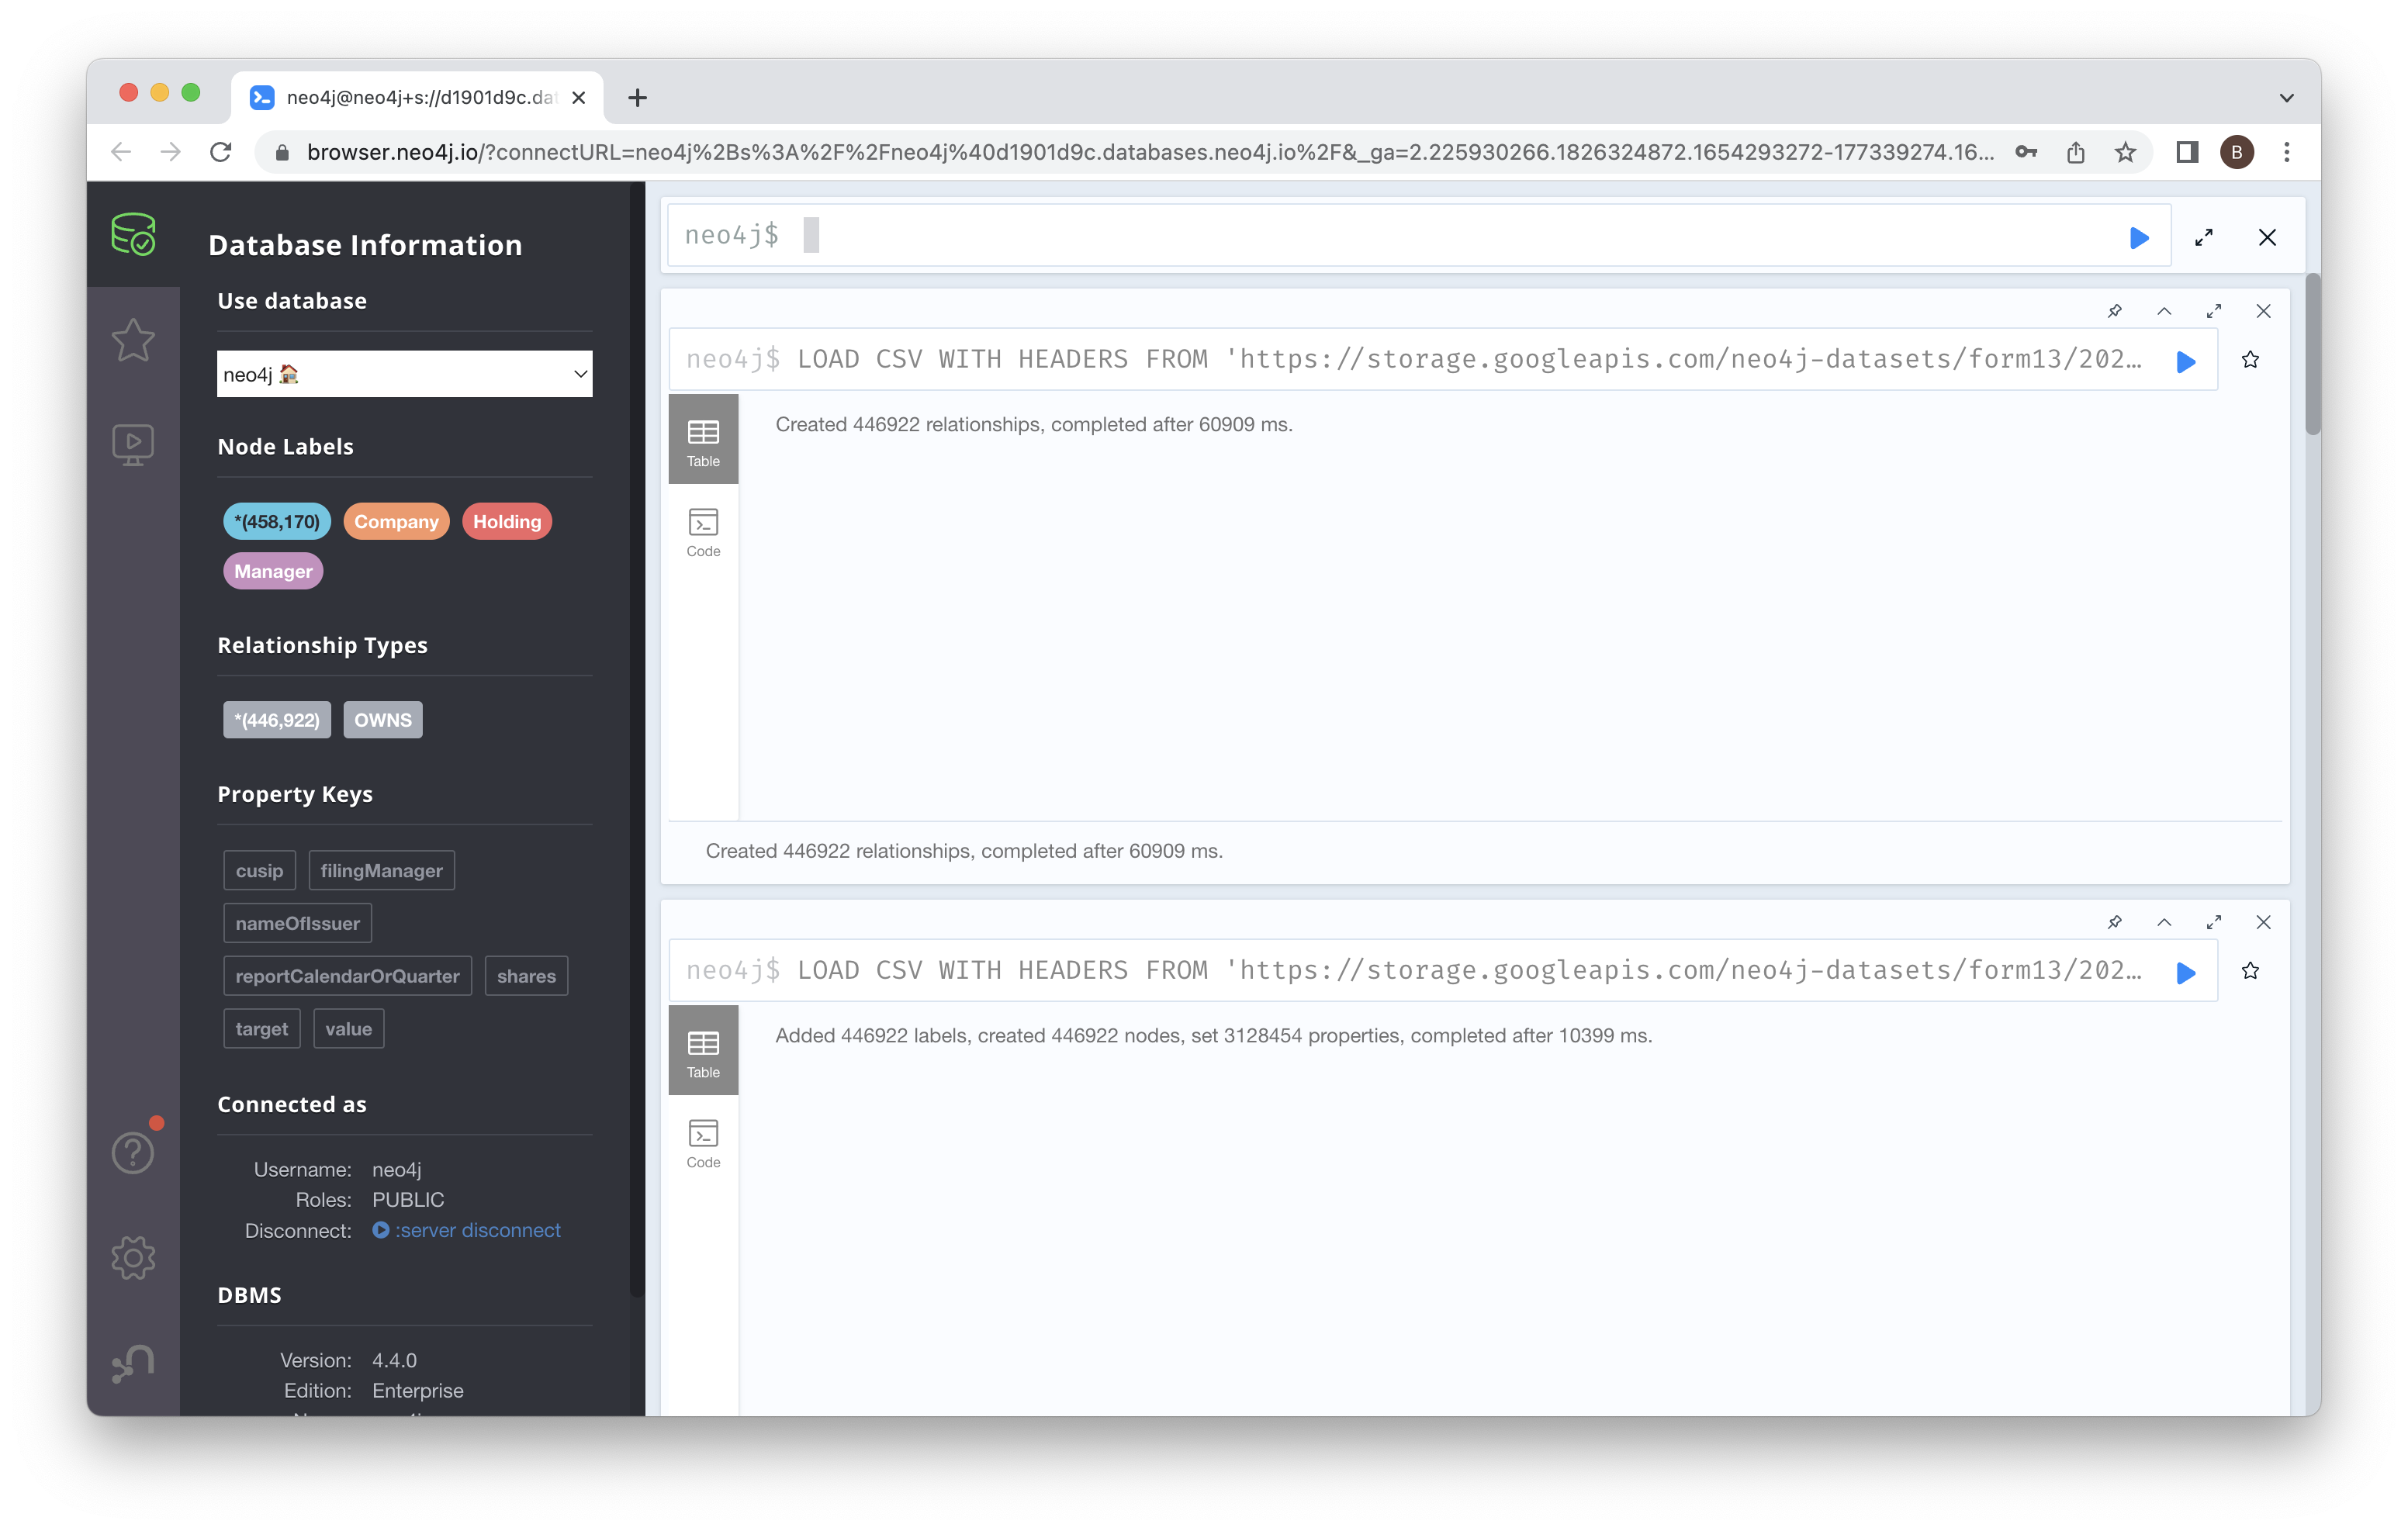 neo4j@neo4j+s://d1901d9c.dat
browser.neo4j.io/?connectURL=neo4j%2Bs%3A%2F%2Fneo4j%40d1901d9c.databases.neo4j.io%2F&_ga=2.225930266.1826324872.1654293272-177339274.16...
B
Database Information
Use database
neo4j
Node Labels
*(458,170) Company Holding
Manager
Relationship Types
*(446,922) OWNS
Property Keys
cusip filingManager
nameOfIssuer
reportCalendarOrQuarter shares
target value
Connected as
Username: neo4j
Roles: PUBLIC
Disconnect: :server disconnect
DBMS
Version: 4.4.0
Edition: Enterprise
neo4j$
neo4j$ LOAD CSV WITH HEADERS FROM 'https://storage.googleapis.com/neo4j-datasets/form13/202…
Table
Code
Created 446922 relationships, completed after 60909 ms.
Created 446922 relationships, completed after 60909 ms.
neo4j$ LOAD CSV WITH HEADERS FROM 'https://storage.googleapis.com/neo4j-datasets/form13/202…
Table
Code
Added 446922 labels, created 446922 nodes, set 3128454 properties, completed after 10399 ms.